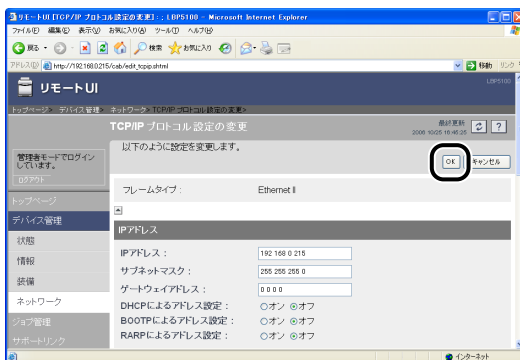 リモートUI [TCP/IP プロトコル設定の変更] : ; LBP5100 - Microsoft Internet Explorer
ファイル(F) 編集(E) 表示(V) お気に入り(A) ツール(T) ヘルプ(H)
戻る 検索 お気に入り
アドレス(D) http://192.168.0.215/cab/edit_tcpip.shtml 移動 リンク
リモートUI LBP5100
トップページ> デバイス管理> ネットワーク> TCP/IP プロトコル設定の変更>
TCP/IP プロトコル設定の変更
最終更新
2006 10/25 16:46:35 ?
管理者モードでログインしています。
ログアウト
以下のように設定を変更します。
OK キャンセル
トップページ
デバイス管理
状態
情報
装備
ネットワーク
ジョブ管理
サポートリンク
フレームタイプ : Ethernet II
IPアドレス
IPアドレス : 192.168.0.215
サブネットマスク : 255.255.255.0
ゲートウェイアドレス : 0.0.0.0
DHCPによるアドレス設定 : オン オフ
BOOTPによるアドレス設定 : オン オフ
RARPによるアドレス設定 : オン オフ
インターネット